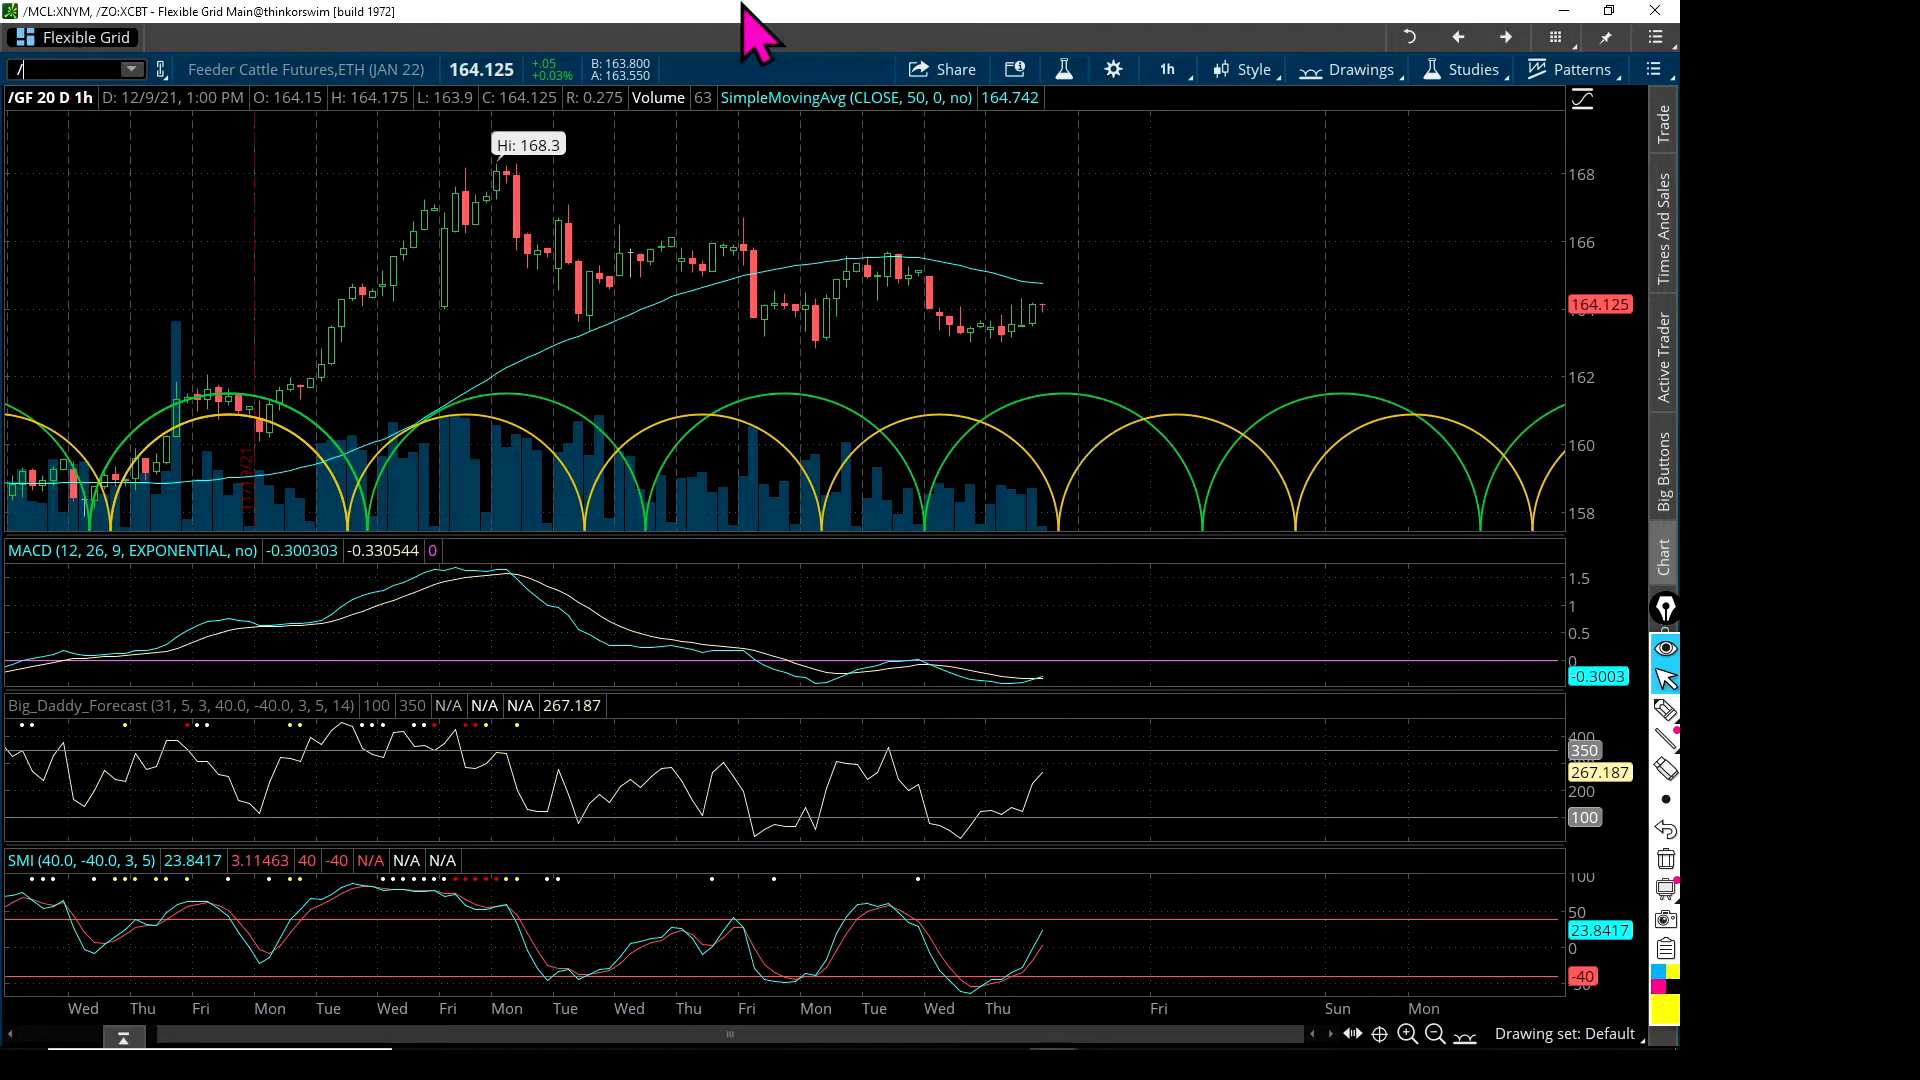 /MCL:XNYM, /ZO:XCBT - Flexible Grid Main@thinkorswim [build 1972]
Flexible Grid
/ Feeder Cattle Futures,ETH (JAN 22) 164.125 +.05 +0.03% B: 163.800 A: 163.550 Share 1h Style Drawings Studies Patterns
/GF 20 D 1h D: 12/9/21, 1:00 PM O: 164.15 H: 164.175 L: 163.9 C: 164.125 R: 0.275 Volume 63 SimpleMovingAvg (CLOSE, 50, 0, no) 164.742
Hi: 168.3
168
166
164.125
162
160
158
11/19/21
MACD (12, 26, 9, EXPONENTIAL, no) -0.300303 -0.330544 0
1.5
1
0.5
0
-0.3003
Big_Daddy_Forecast (31, 5, 3, 40.0, -40.0, 3, 5, 14) 100 350 N/A N/A N/A 267.187
400
350
267.187
200
100
SMI (40.0, -40.0, 3, 5) 23.8417 3.11463 40 -40 N/A N/A N/A
100
50
23.8417
0
-40
Wed Thu Fri Mon Tue Wed Fri Mon Tue Wed Thu Fri Mon Tue Wed Thu Fri Sun Mon
Drawing set: Default
Trade
Times And Sales
Active Trader
Big Buttons
Chart